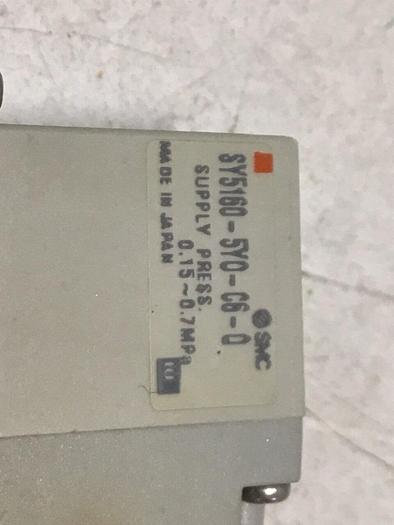 SY5160-5YO-C6-Q
SUPPLY PRESS.
0.15~0.7MPa
MADE IN JAPAN
SMC